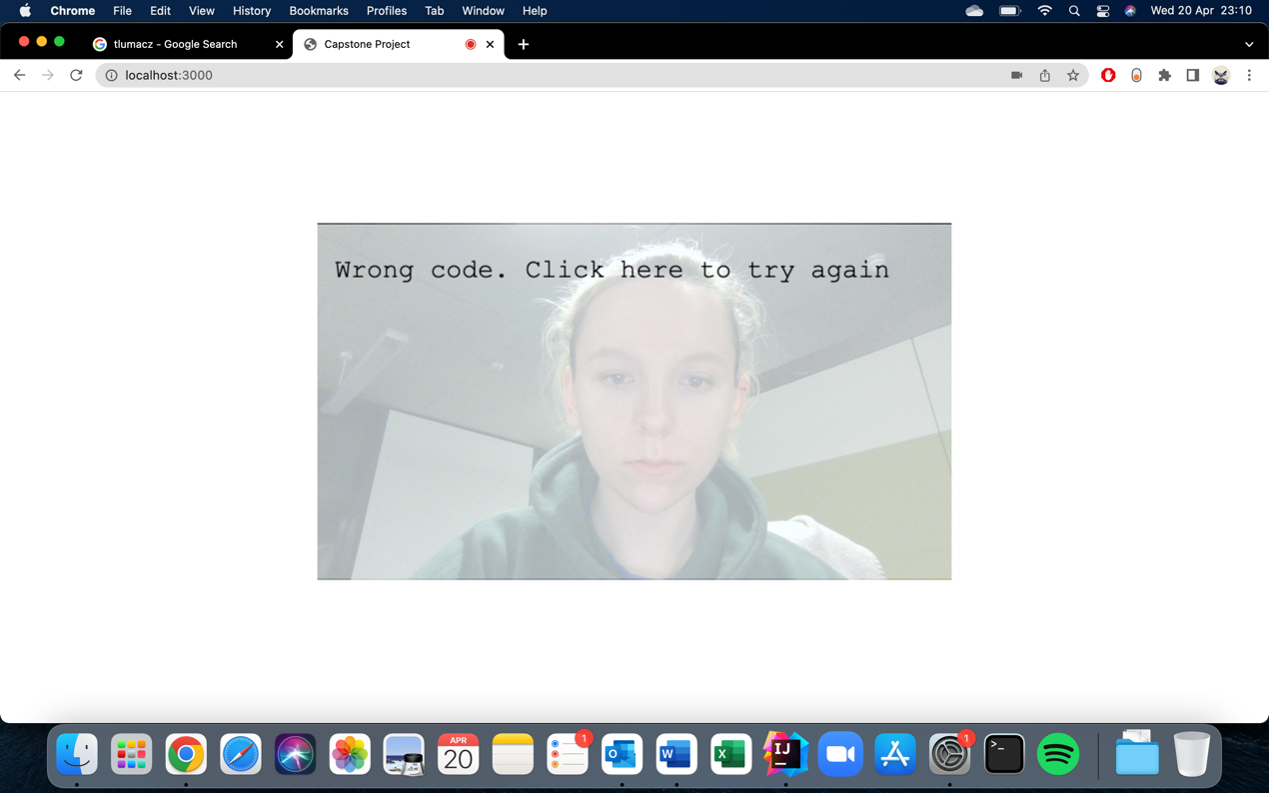 Chrome File Edit View History Bookmarks Profiles Tab Window Help Wed 20 Apr 23:10
tlumacz - Google Search Capstone Project
localhost:3000
Wrong code. Click here to try again
1 1
APR
20
O W X IJ >_